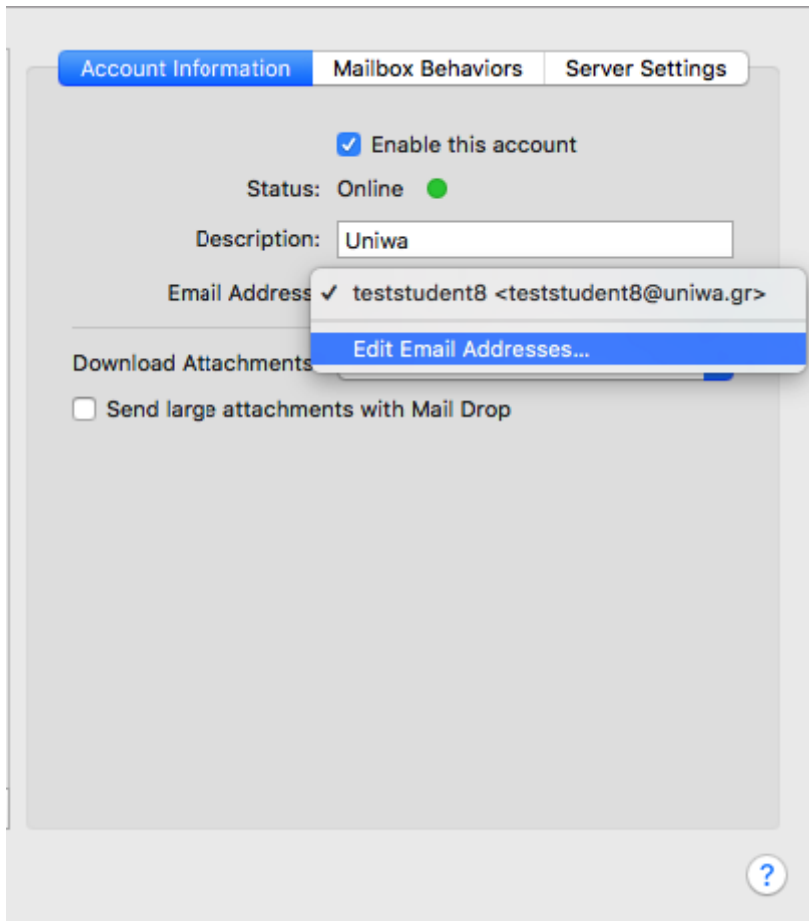 Account Information Mailbox Behaviors Server Settings
Enable this account
Status: Online
Description: Uniwa
Email Address ✓ teststudent8 <teststudent8@uniwa.gr>
Edit Email Addresses...
Download Attachments
Send large attachments with Mail Drop
?